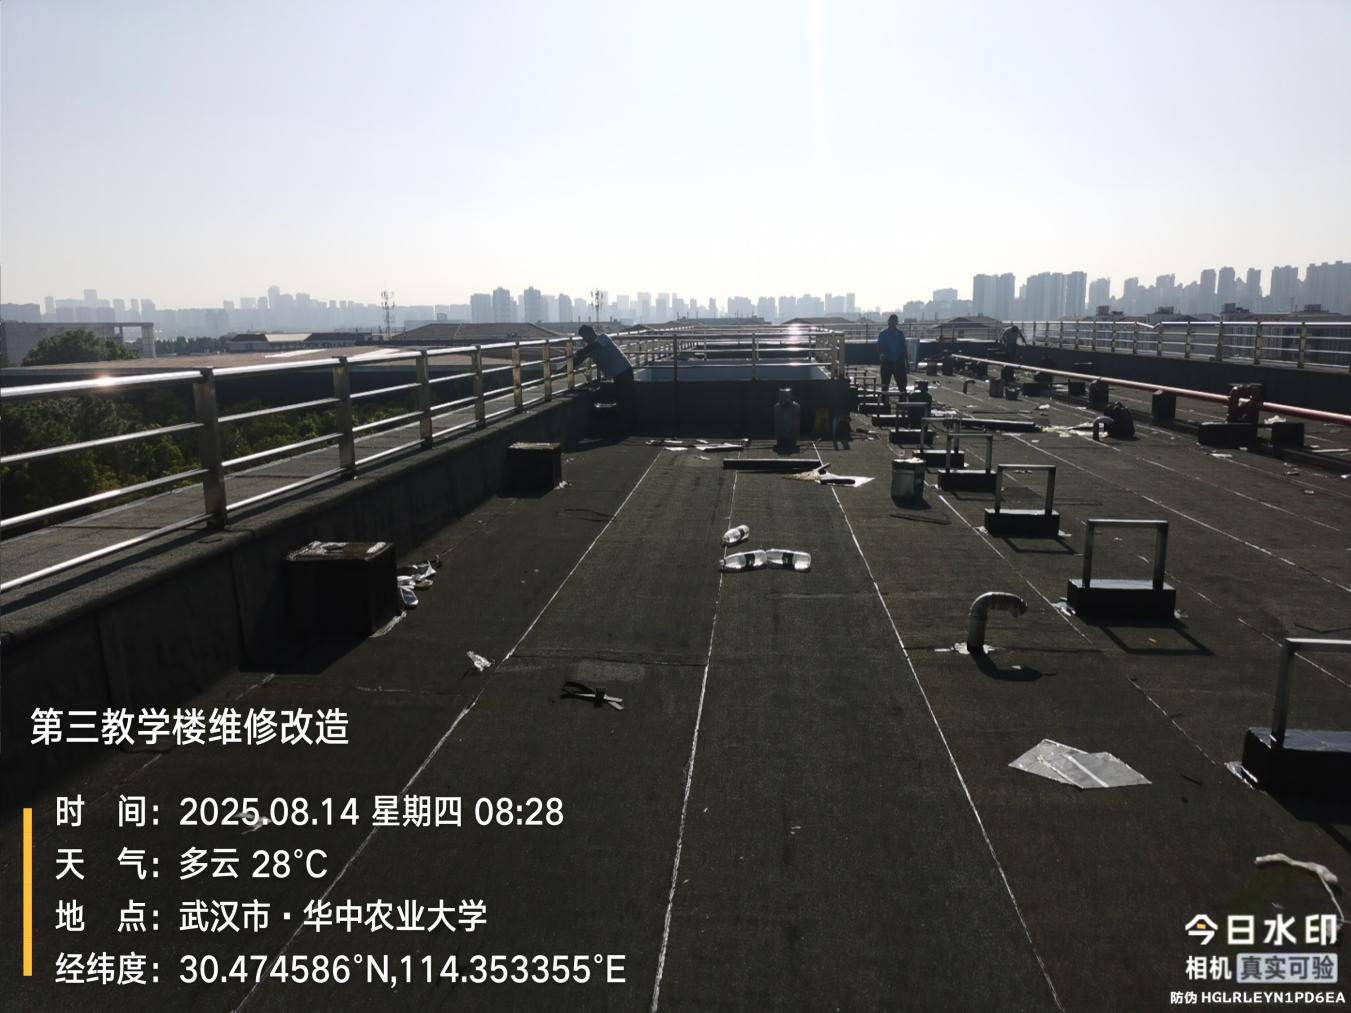 第三教学楼维修改造
时 间：2025.08.14 星期四 08:28
天 气：多云 28°C
地 点：武汉市·华中农业大学
经纬度：30.474586°N,114.353355°E
今日水印
相机 真实可验
防伪 HGLRLEYN1PD6EA